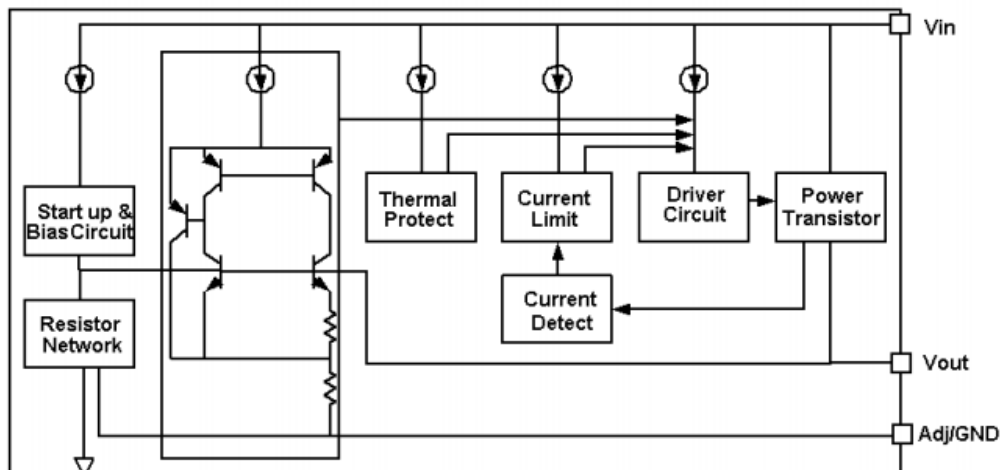 Vin
Start up &
Bias Circuit
Thermal
Protect
Current
Limit
Driver
Circuit
Power
Transistor
Resistor
Network
Current
Detect
Vout
Adj/GND